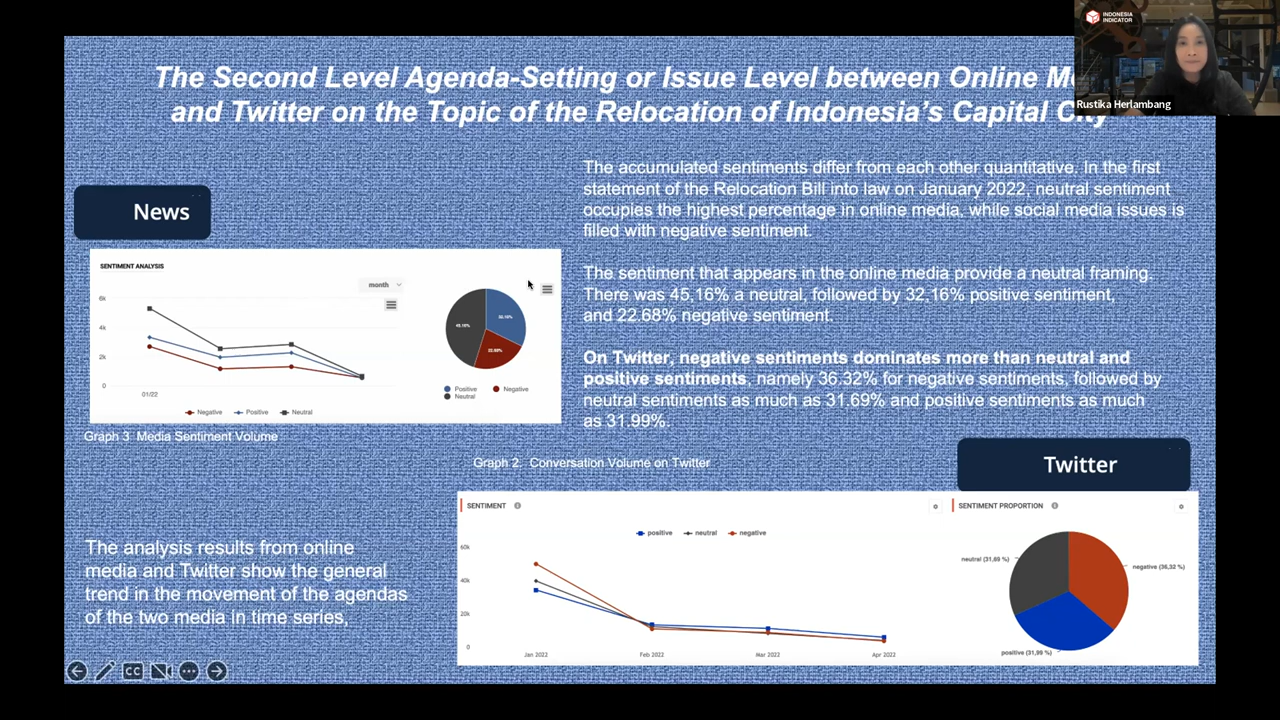 INDONESIA
INDICATOR
Rustika Herlambang
The Second Level Agenda-Setting or Issue Level between Online
and Twitter on the Topic of the Relocation of Indonesia's Capital City
The accumulated sentiments differ from each other quantitative. In the first
statement of the Relocation Bill into law on January 2022, neutral sentiment
occupies the highest percentage in online media, while social media issues is
filled with negative sentiment.
The sentiment that appears in the online media provide a neutral framing.
There was 45.16% a neutral, followed by 32.16% positive sentiment,
and 22.68% negative sentiment.
On Twitter, negative sentiments dominates more than neutral and
positive sentiments, namely 36.32% for negative sentiments, followed by
neutral sentiments as much as 31.69% and positive sentiments as much
as 31.99%.
News
SENTIMENT ANALYSIS
month
6k
4k
2k
0
01/22
Negative Positive Neutral
32.16%
45.16%
22.68%
Positive Negative
Neutral
Graph 3 Media Sentiment Volume
Graph 2. Conversation Volume on Twitter
Twitter
SENTIMENT
positive neutral negative
60k
40k
20k
0
Jan 2022 Feb 2022 Mar 2022 Apr 2022
SENTIMENT PROPORTION
neutral (31,69 %)
negative (36,32 %)
positive (31,99 %)
The analysis results from online
media and Twitter show the general
trend in the movement of the agendas
of the two media in time series,
CC